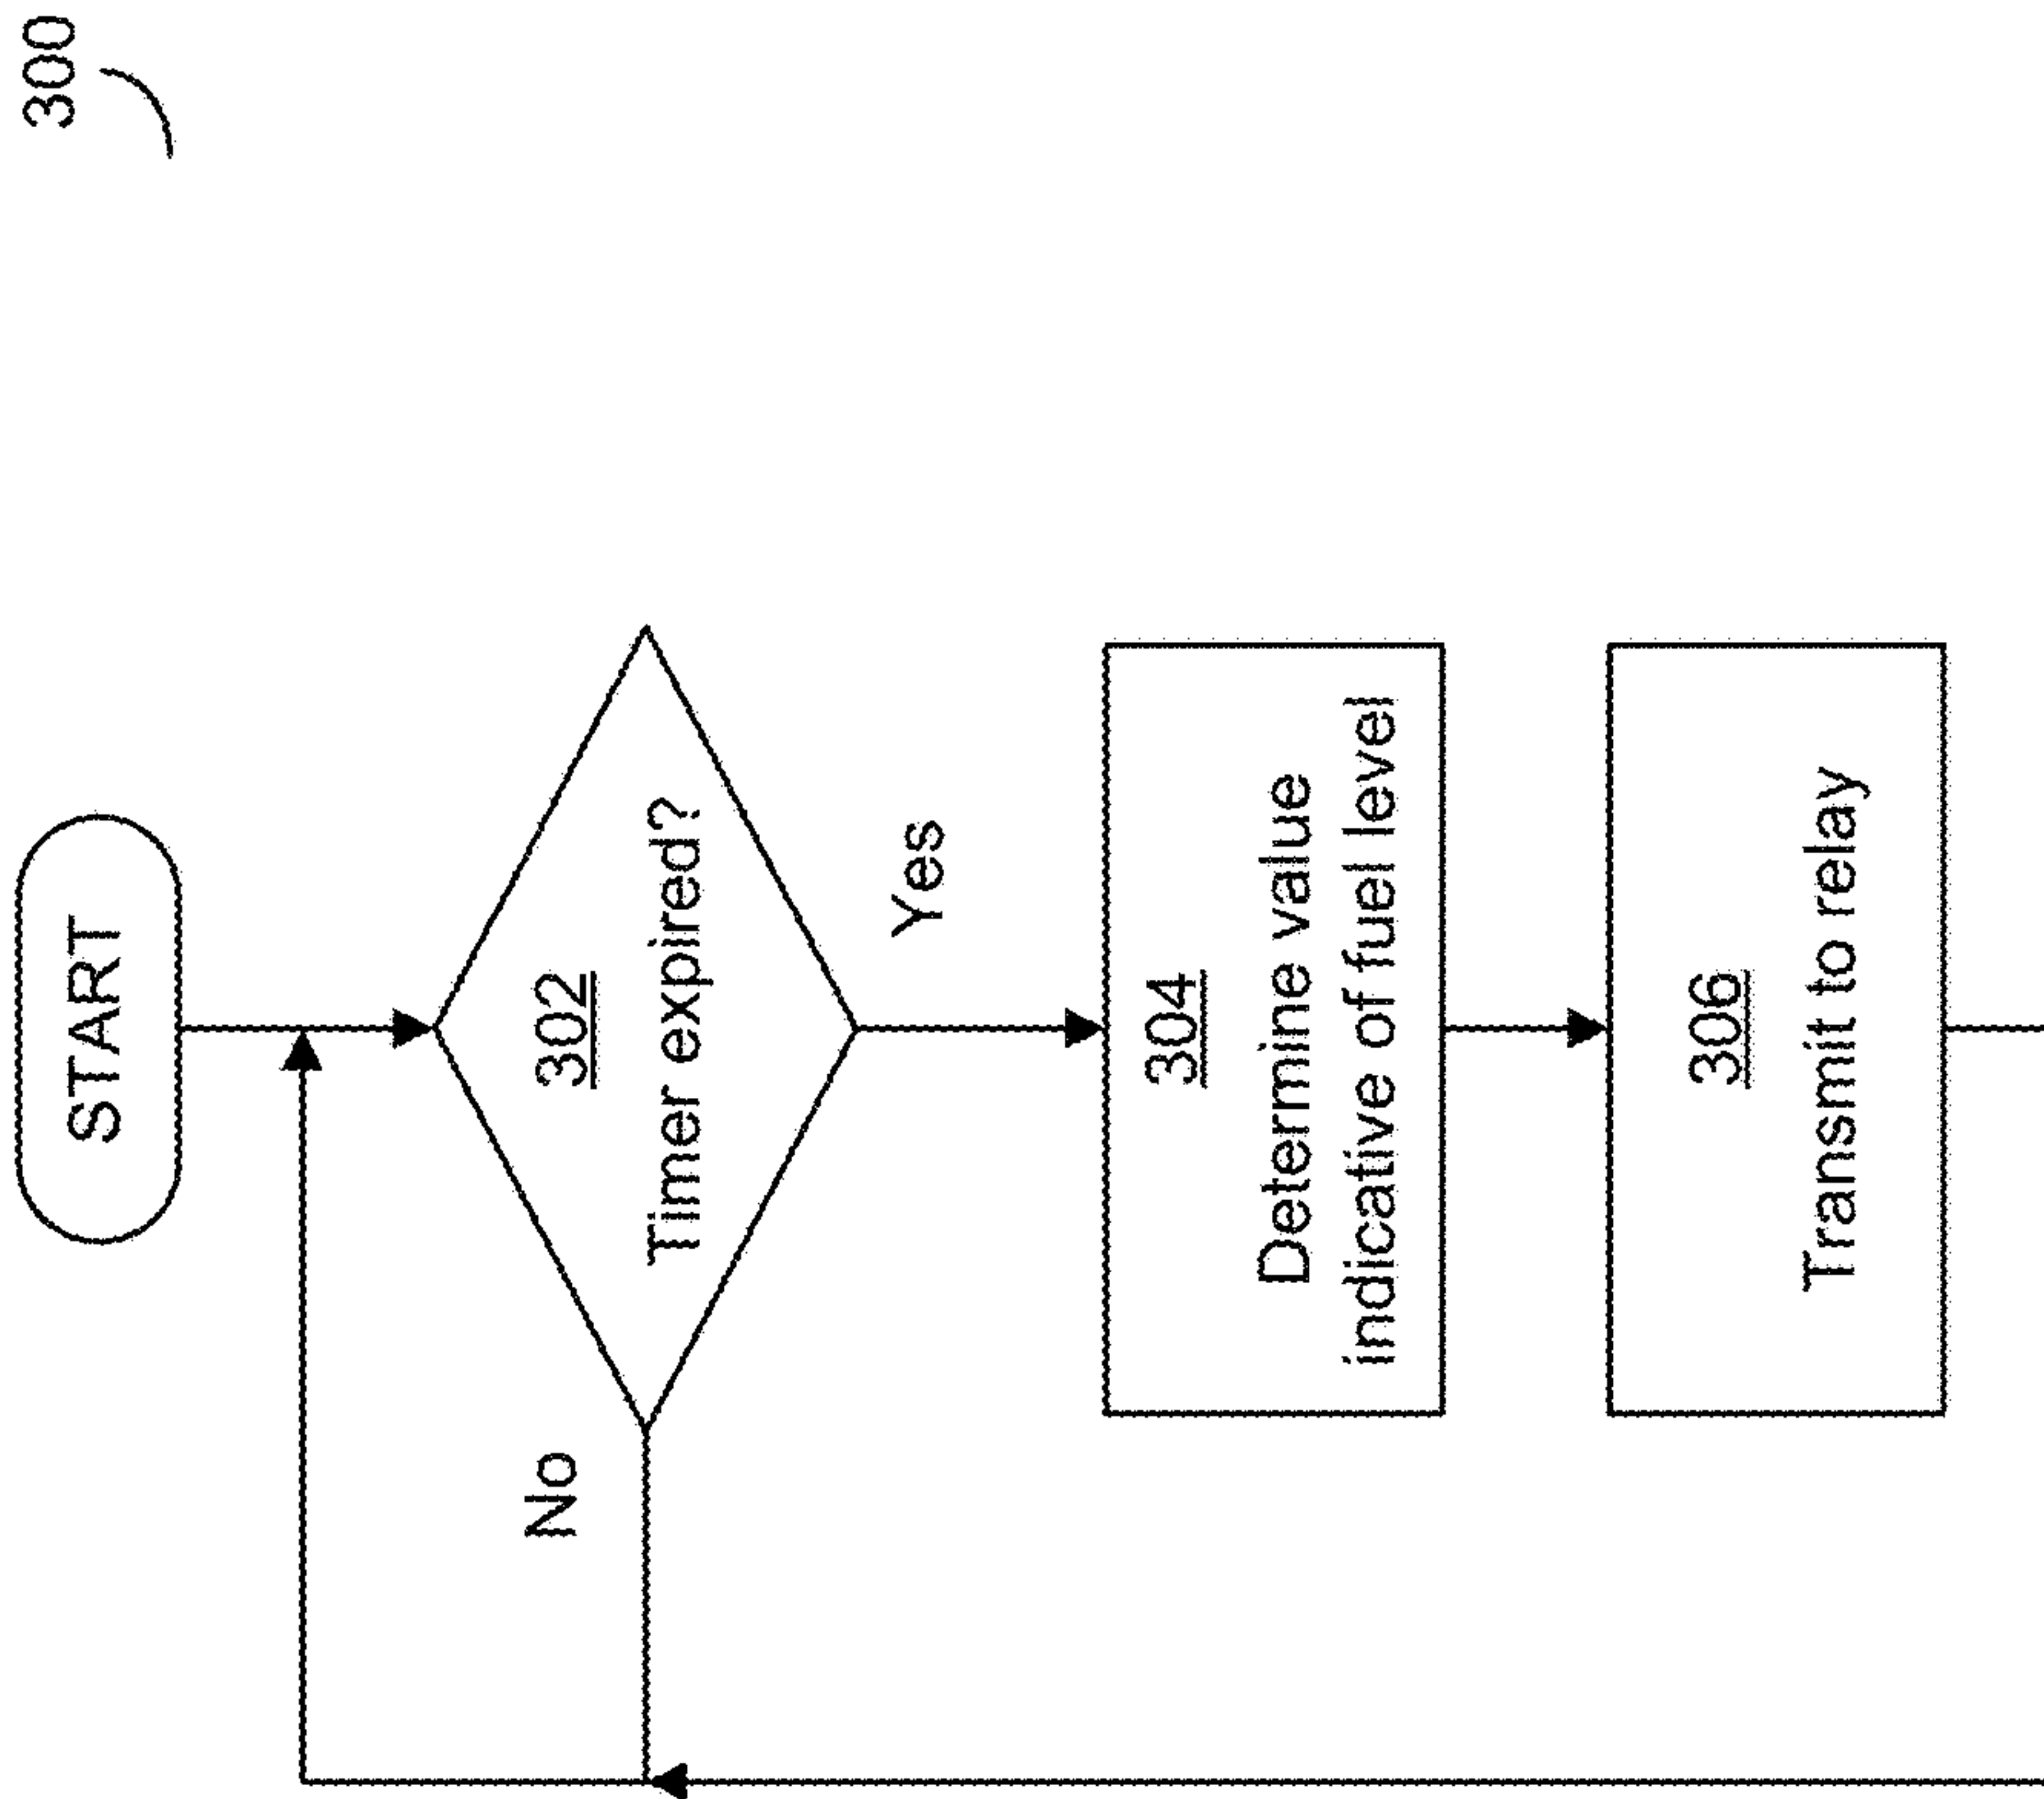 300
START
302
Timer expired?
No
Yes
304
Determine value
indicative of fuel level
306
Transmit to relay